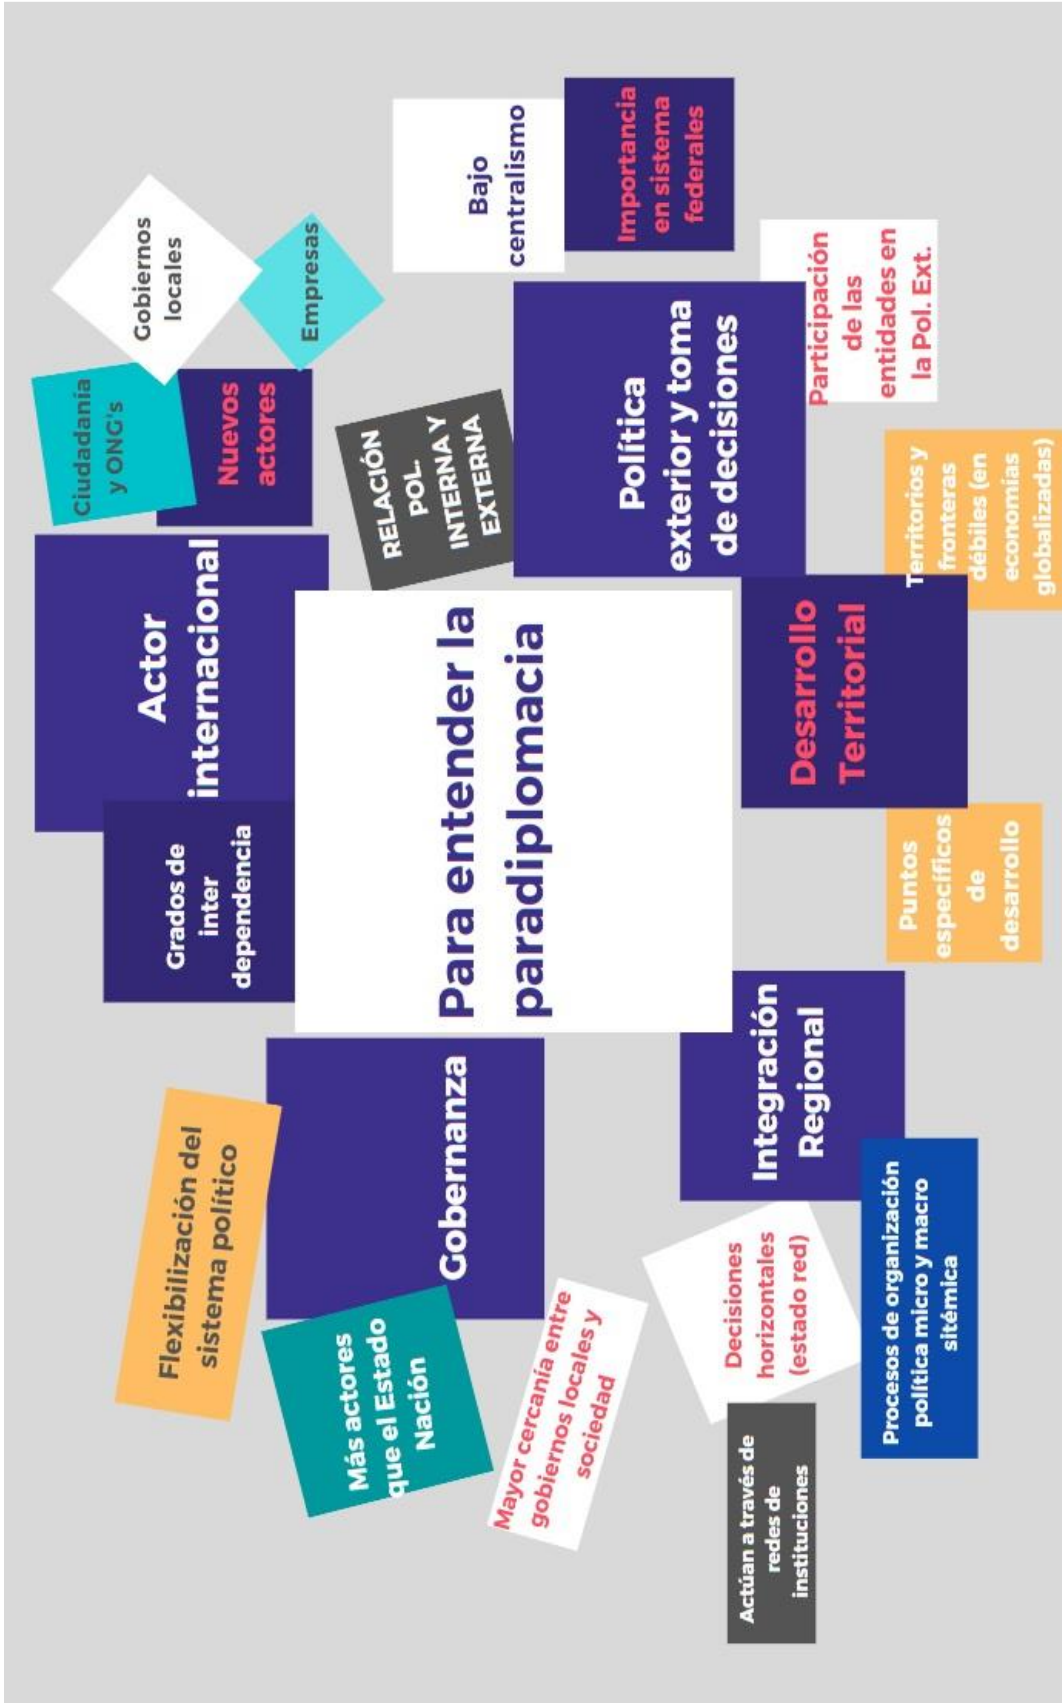 Para entender la
paradiplomacia
Gobernanza
Flexibilización del
sistema político
Más actores
que el Estado
Nación
Mayor cercanía entre
gobiernos locales y
sociedad
Grados de
inter
dependencia
Actor
internacional
Nuevos
actores
Ciudadanía
y ONG's
Gobiernos
locales
Empresas
RELACIÓN
POL.
INTERNA Y
EXTERNA
Política
exterior y toma
de decisiones
Bajo
centralismo
Importancia
en sistema
federales
Participación
de las
entidades en
la Pol. Ext.
Desarrollo
Territorial
Territorios y
fronteras
débiles (en
economías
globalizadas)
Puntos
específicos
de
desarrollo
Integración
Regional
Decisiones
horizontales
(estado red)
Actúan a través de
redes de
instituciones
Procesos de organización
política micro y macro
sitémica